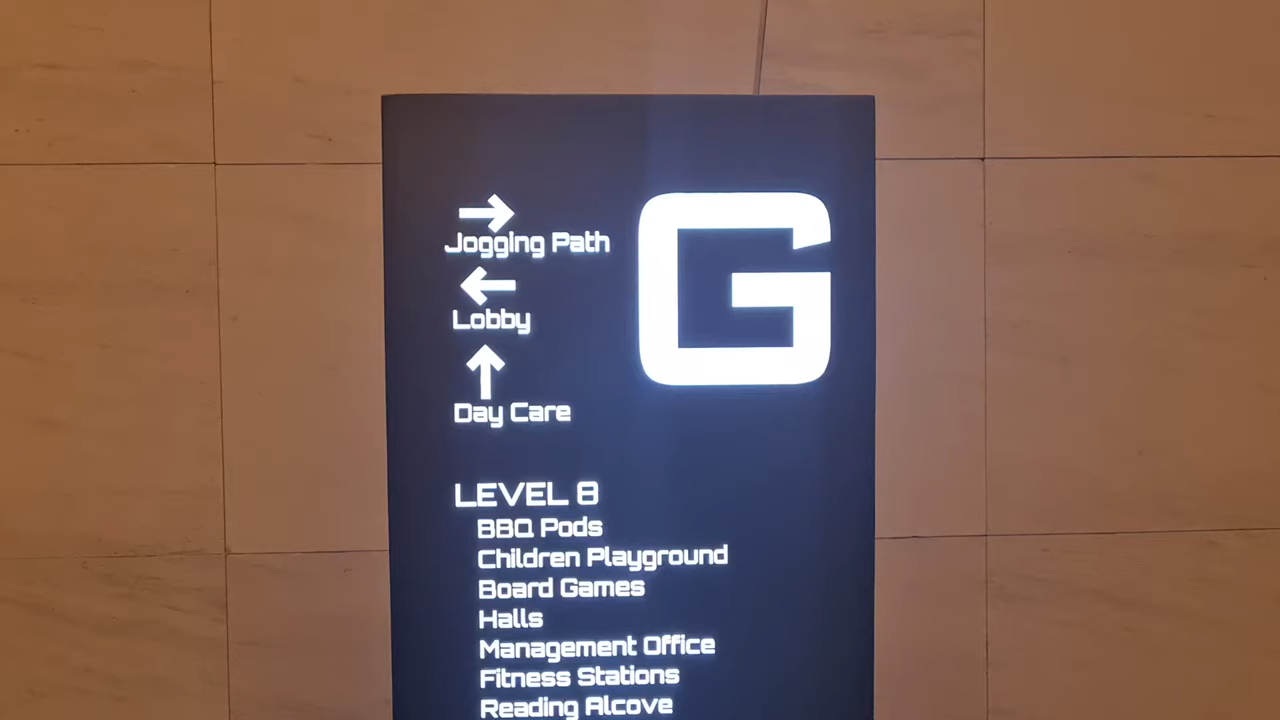 G
Jogging Path
Lobby
Day Care
LEVEL 8
BBQ Pods
Children Playground
Board Games
Halls
Management Office
Fitness Stations
Reading Alcove